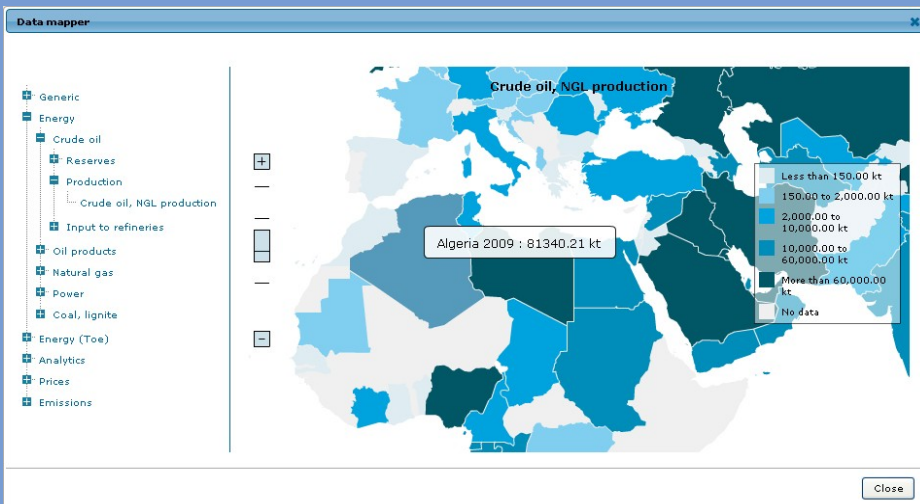 Data mapper
Generic
Energy
Crude oil
Reserves
Production
Crude oil, NGL production
Input to refineries
Oil products
Natural gas
Power
Coal, lignite
Energy (Toe)
Analytics
Prices
Emissions
Crude oil, NGL production
Algeria 2009 : 81340.21 kt
Less than 150.00 kt
150.00 to 2,000.00 kt
2,000.00 to
10,000.00 kt
10,000.00 to
60,000.00 kt
More than 60,000.00
kt
No data
Close